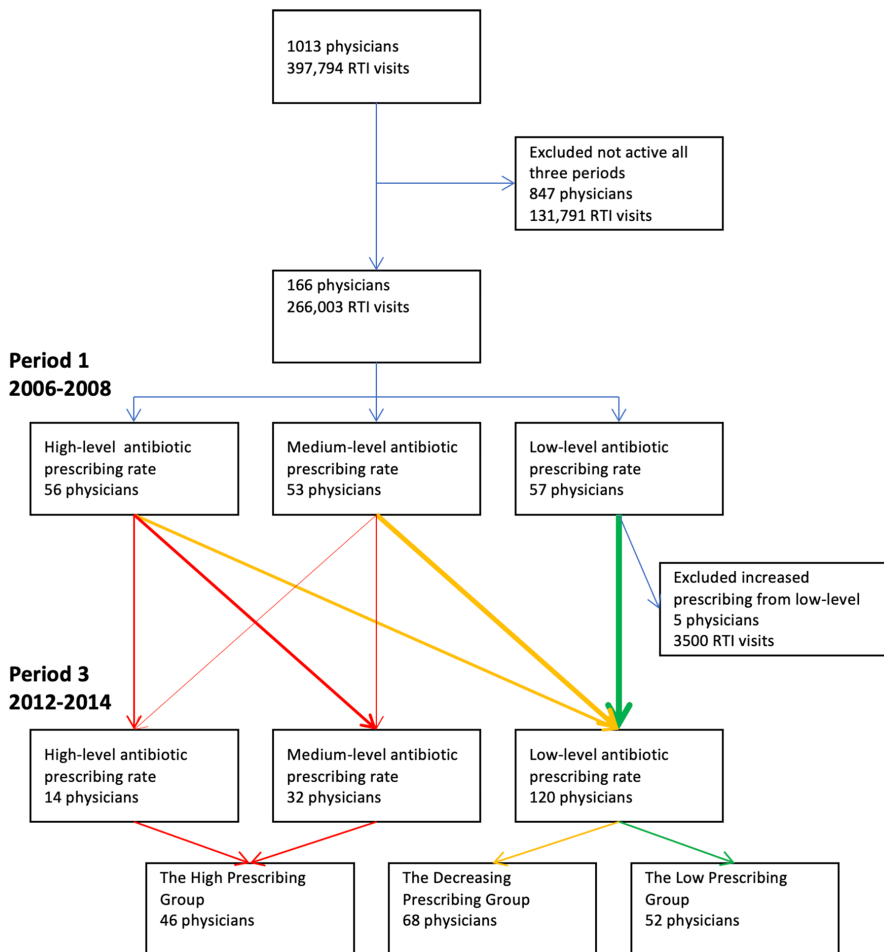 1013 physicians
397,794 RTI visits
Excluded not active all
three periods
847 physicians
131,791 RTI visits
166 physicians
266,003 RTI visits
Period 1
2006-2008
High-level antibiotic
prescribing rate
56 physicians
Medium-level antibiotic
prescribing rate
53 physicians
Low-level antibiotic
prescribing rate
57 physicians
Excluded increased
prescribing from low-level
5 physicians
3500 RTI visits
Period 3
2012-2014
High-level antibiotic
prescribing rate
14 physicians
Medium-level antibiotic
prescribing rate
32 physicians
Low-level antibiotic
prescribing rate
120 physicians
The High Prescribing
Group
46 physicians
The Decreasing
Prescribing Group
68 physicians
The Low Prescribing
Group
52 physicians